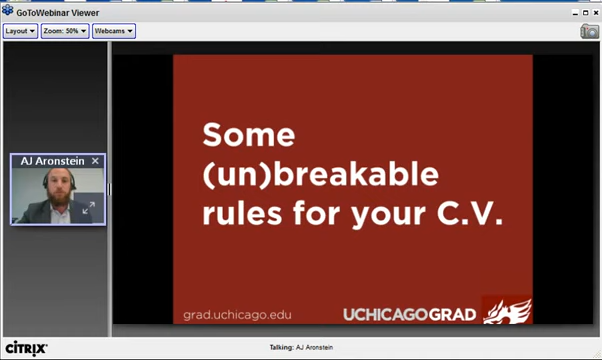 GoToWebinar Viewer
Layout Zoom: 50% Webcams
AJ Aronstein
Some
(un)breakable
rules for your C.V.
grad.uchicago.edu UCHICAGOGRAD
CITRIX Talking: AJ Aronstein